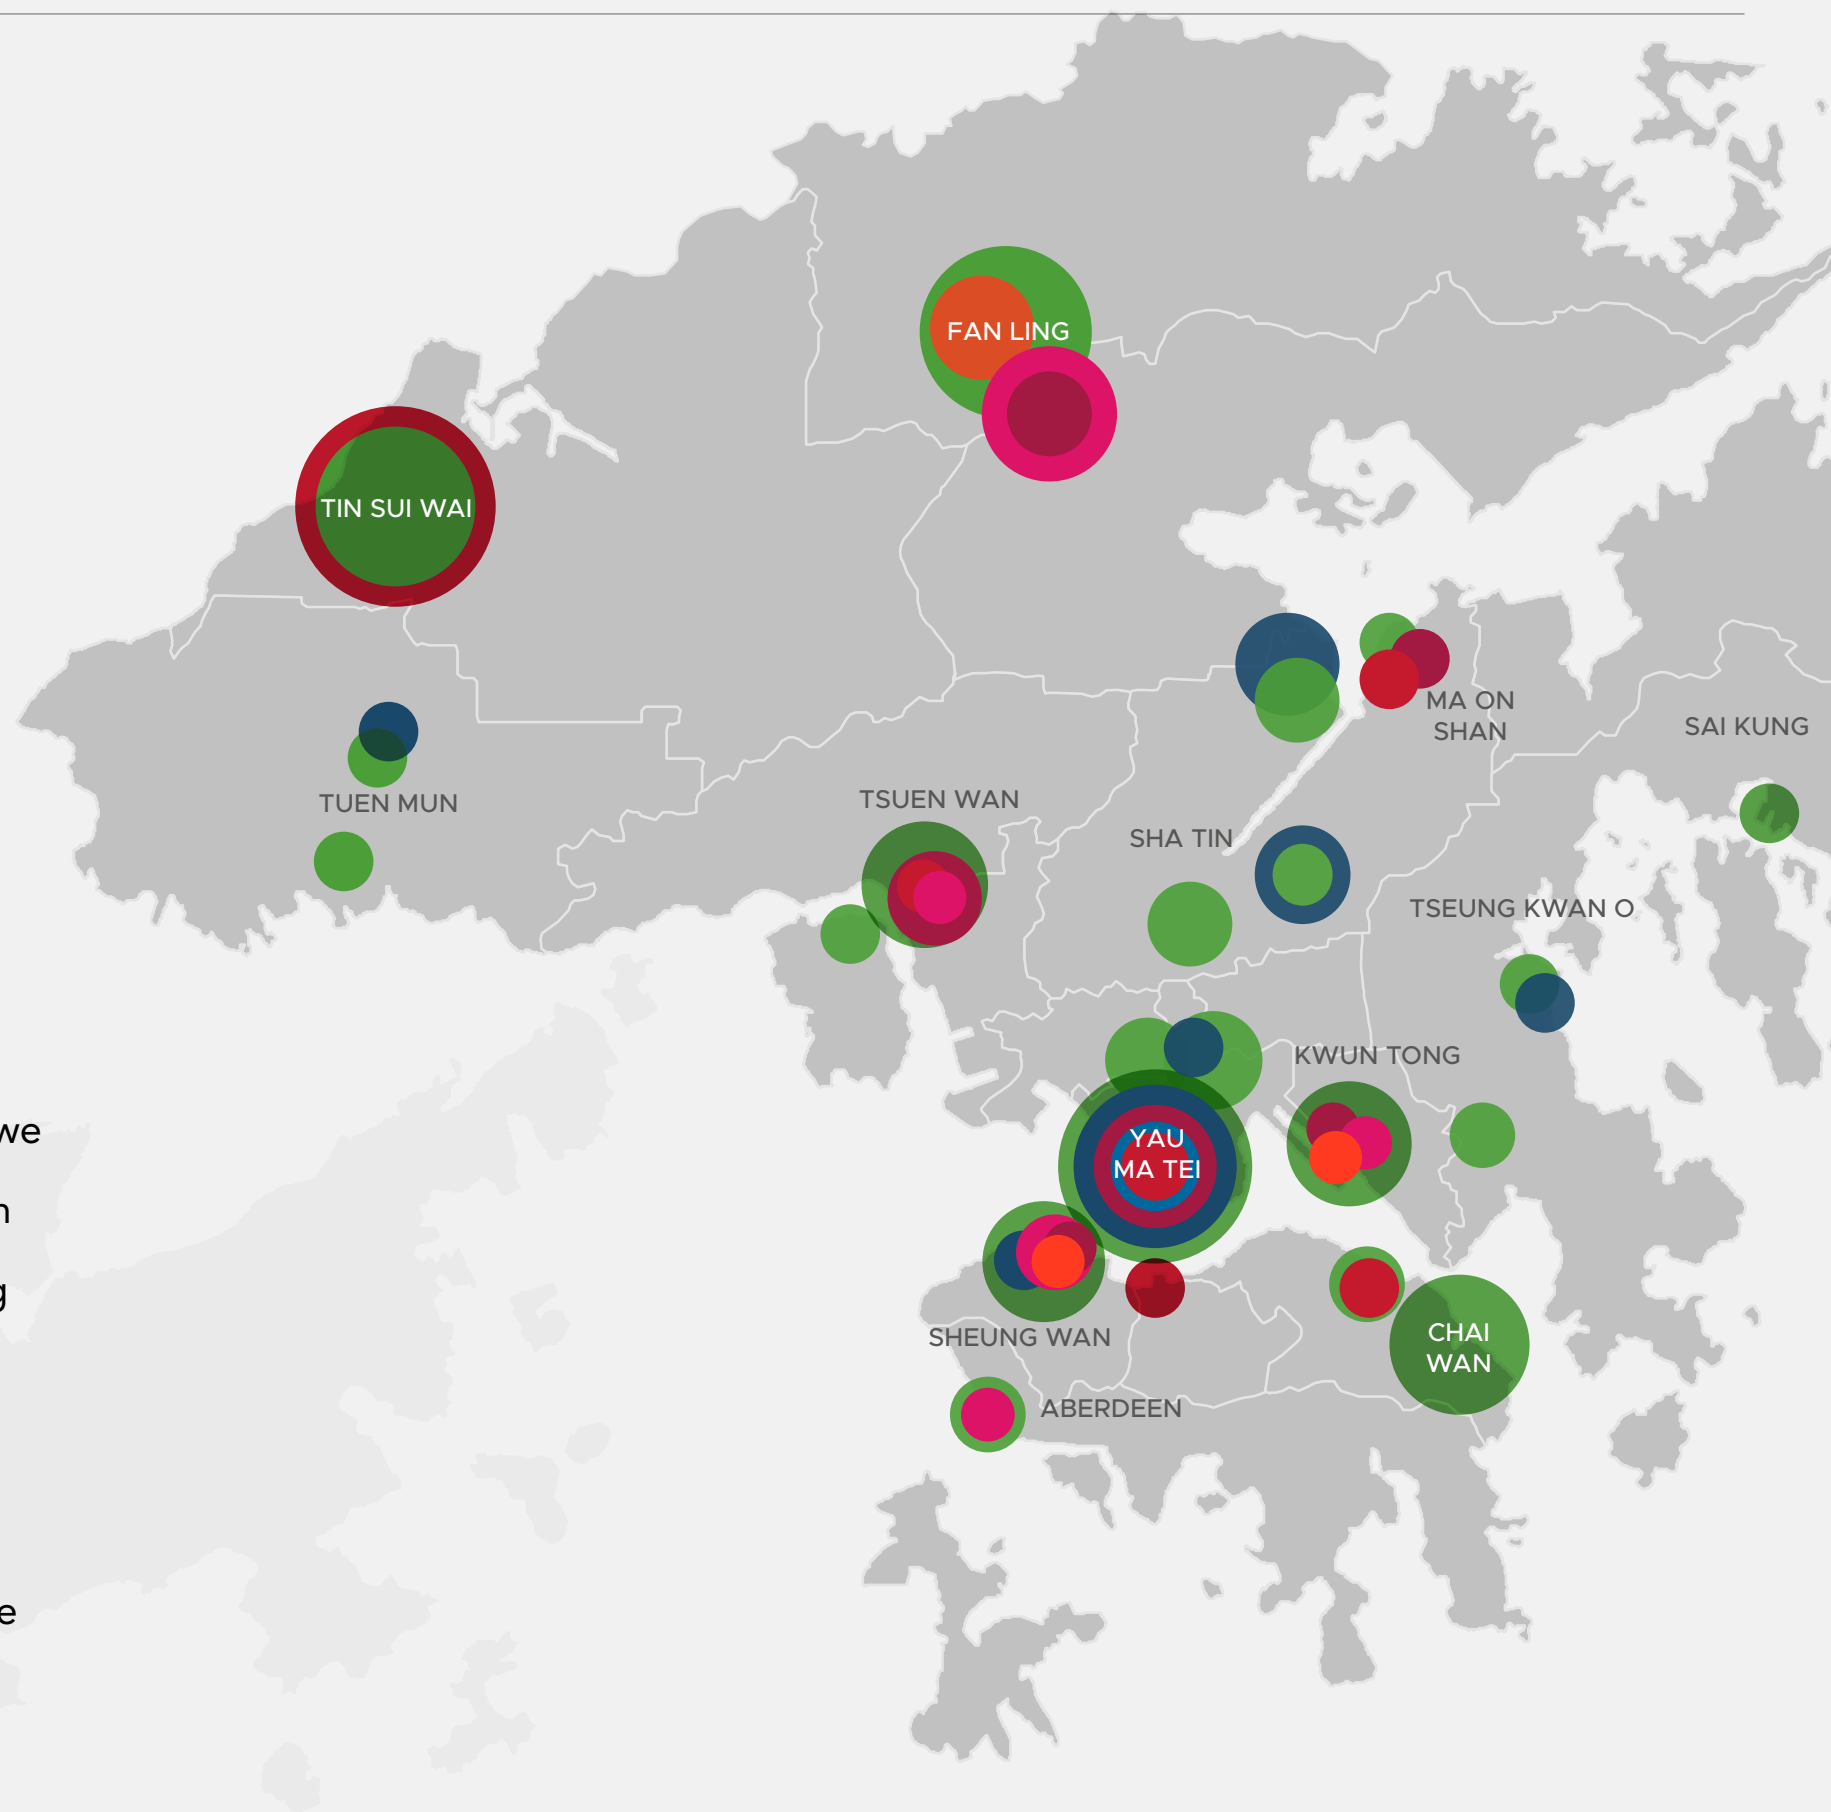 FAN LING
TIN SUI WAI
MA ON
SHAN
SAI KUNG
TUEN MUN
TSUEN WAN
SHA TIN
TSEUNG KWAN O
KWUN TONG
we
YAU
MA TEI
n
g
SHEUNG WAN
CHAI
WAN
ABERDEEN
e